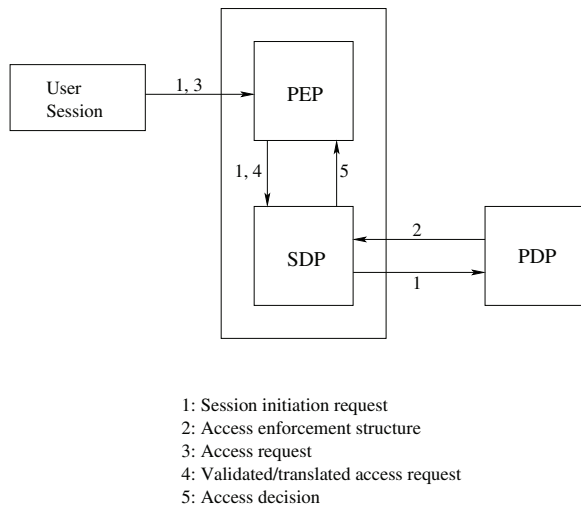 User
Session
1, 3
PEP
1, 4
5
SDP
2
1
PDP
1: Session initiation request
2: Access enforcement structure
3: Access request
4: Validated/translated access request
5: Access decision